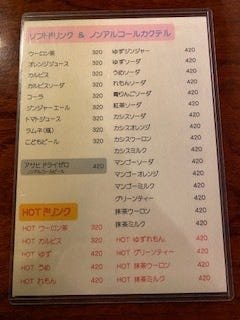 ソフトドリンク & ノンアルコールカクテル
ウーロン茶 320
オレンジジュース 320
カルピス 320
カルピスソーダ 320
コーラ 320
ジンジャーエール 320
トマトジュース 320
ラムネ(瓶) 320
こどもビール 320
アサヒ ドライゼロ 420
ノンアルコールビール
HOTドリンク
HOT ウーロン茶 320
HOT カルピス 320
HOT ゆず 420
HOT うめ 420
HOT れもん 420
ゆずジンジャー 420
ゆずソーダ 420
うめソーダ 420
れもんソーダ 420
青りんごソーダ 420
紅茶ソーダ 420
カシスソーダ 420
カシスオレンジ 420
カシスウーロン 420
カシスミルク 420
マンゴーソーダ 420
マンゴーオレンジ 420
マンゴーミルク 420
グリーンティー 420
抹茶ウーロン 420
抹茶ミルク 420
HOT ゆずれもん 420
HOT グリーンティー 420
HOT 抹茶ウーロン 420
HOT 抹茶ミルク 420